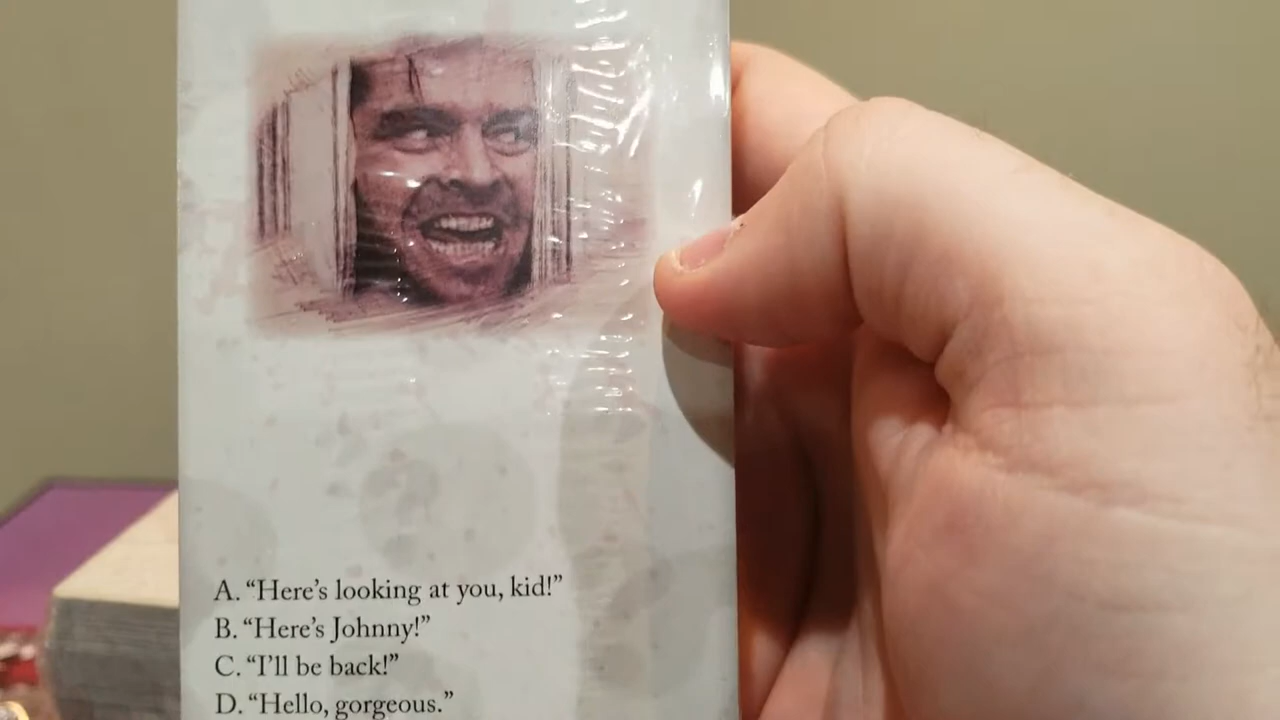 A. “Here’s looking at you, kid!”
B. “Here’s Johnny!”
C. “I’ll be back!”
D. “Hello, gorgeous.”